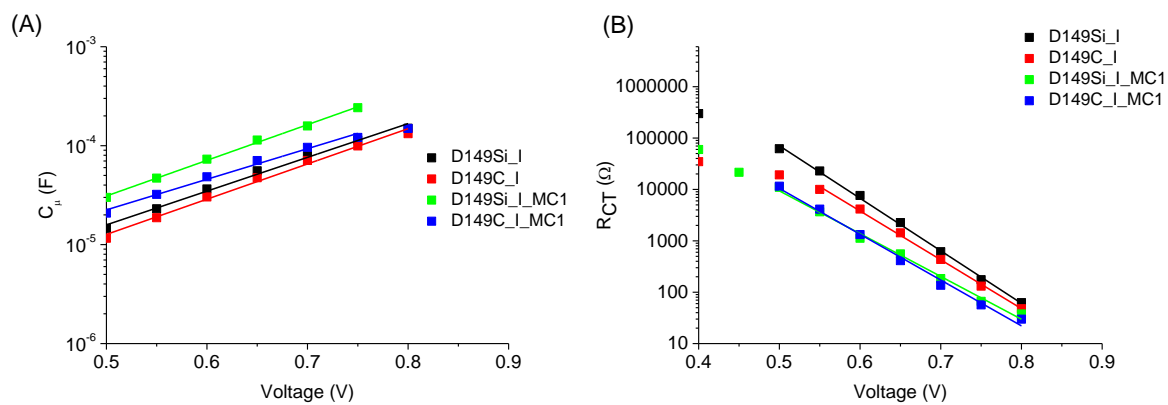 (A)
10⁻³
10⁻⁴
10⁻⁵
10⁻⁶
Cμ (F)
0.5 0.6 0.7 0.8 0.9
Voltage (V)
D149Si_I
D149C_I
D149Si_I_MC1
D149C_I_MC1
(B)
1000000
100000
10000
1000
100
10
RCT (Ω)
0.4 0.5 0.6 0.7 0.8 0.9
Voltage (V)
D149Si_I
D149C_I
D149Si_I_MC1
D149C_I_MC1